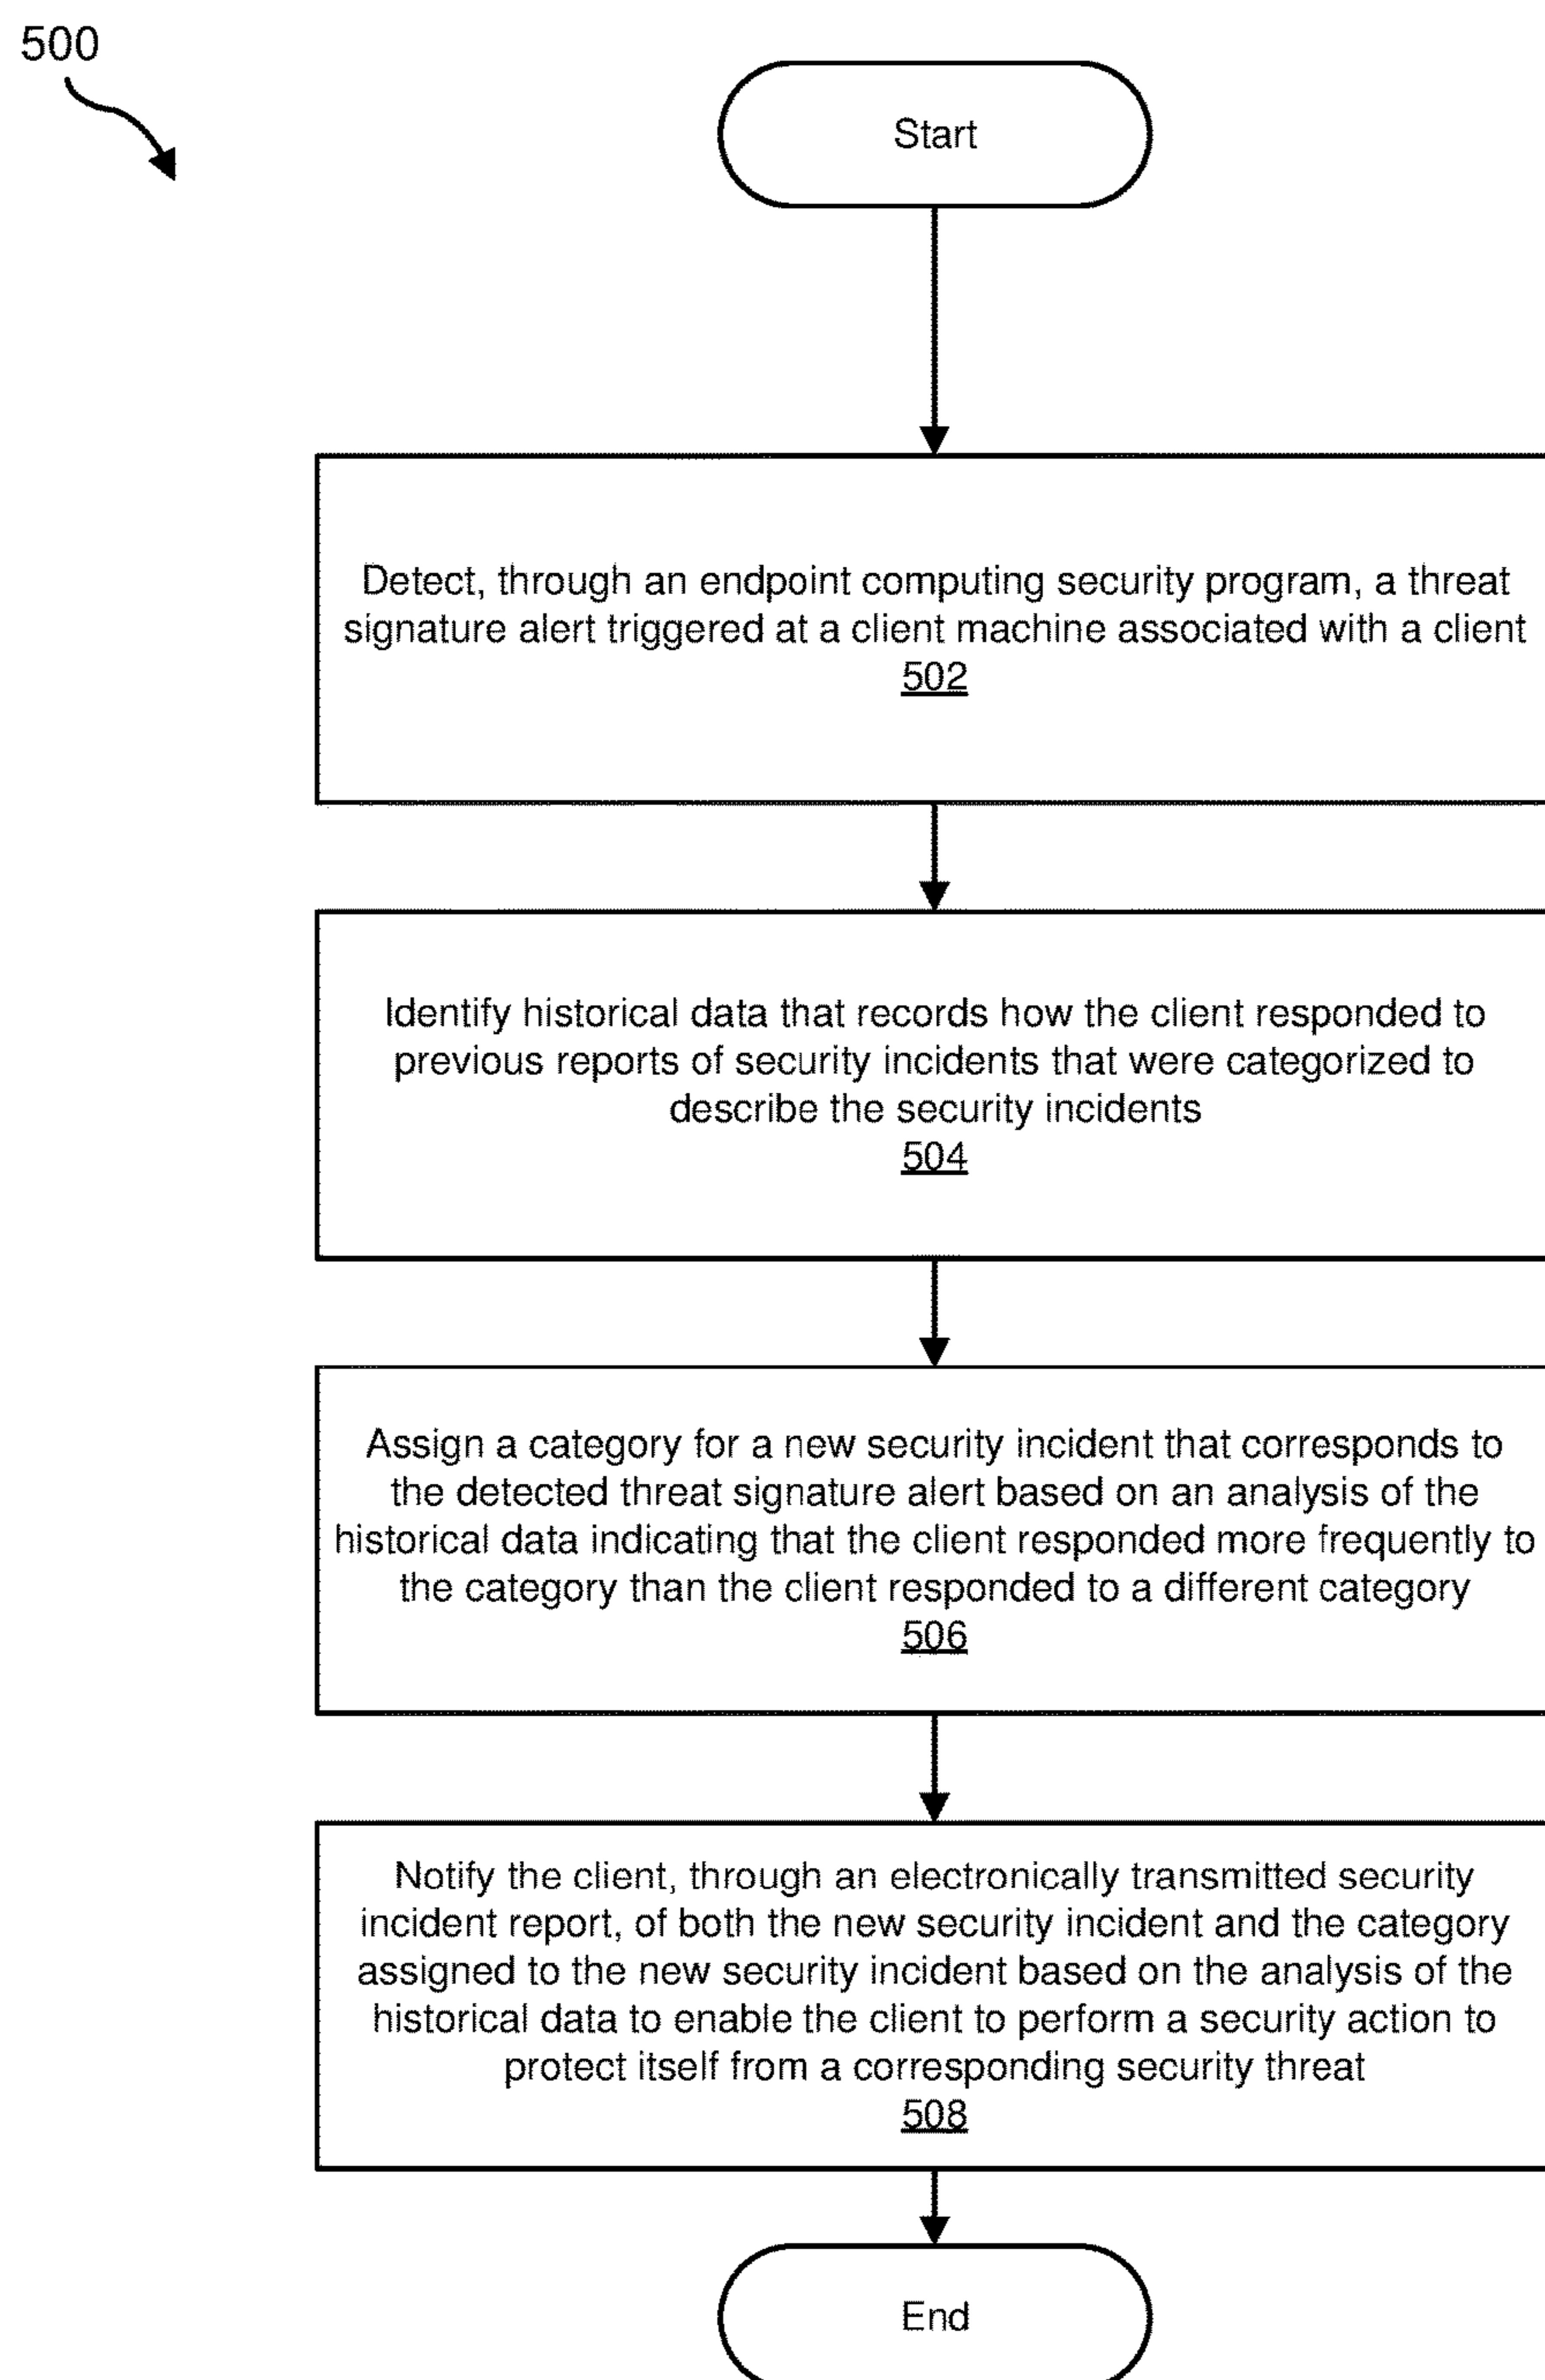 500
Start
Detect, through an endpoint computing security program, a threat
signature alert triggered at a client machine associated with a client
502
Identify historical data that records how the client responded to
previous reports of security incidents that were categorized to
describe the security incidents
504
Assign a category for a new security incident that corresponds to
the detected threat signature alert based on an analysis of the
historical data indicating that the client responded more frequently to
the category than the client responded to a different category
506
Notify the client, through an electronically transmitted security
incident report, of both the new security incident and the category
assigned to the new security incident based on the analysis of the
historical data to enable the client to perform a security action to
protect itself from a corresponding security threat
508
End